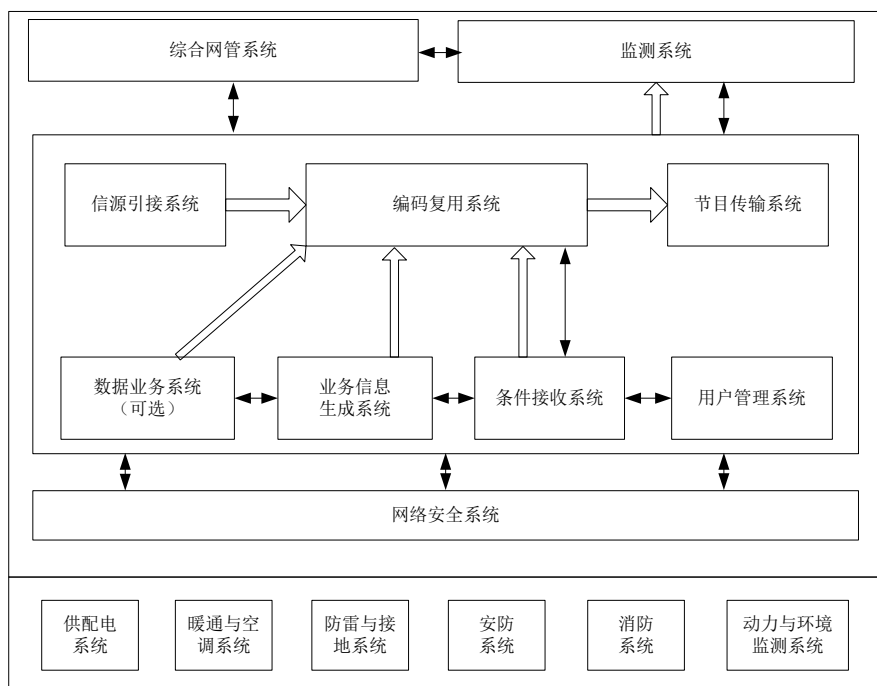 综合网管系统
监测系统
信源引接系统
编码复用系统
节目传输系统
数据业务系统
（可选）
业务信息
生成系统
条件接收系统
用户管理系统
网络安全系统
供配电
系统
暖通与空
调系统
防雷与接
地系统
安防
系统
消防
系统
动力与环境
监测系统